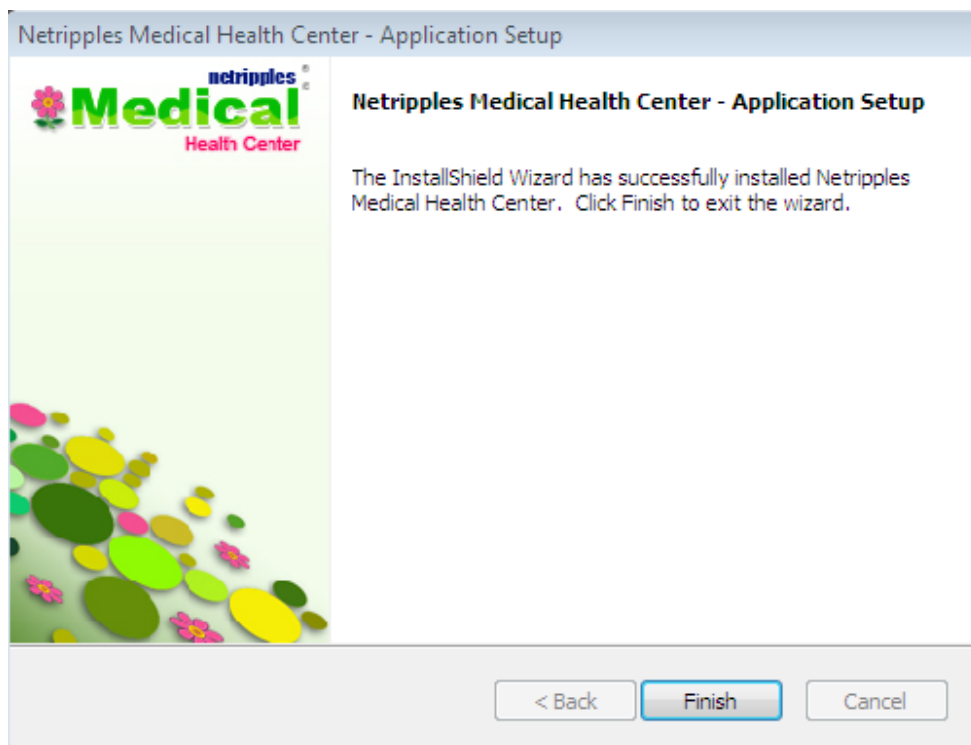 Netripples Medical Health Center - Application Setup
netripples
Medical
Health Center
Netripples Medical Health Center - Application Setup
The InstallShield Wizard has successfully installed Netripples
Medical Health Center. Click Finish to exit the wizard.
< Back Finish Cancel